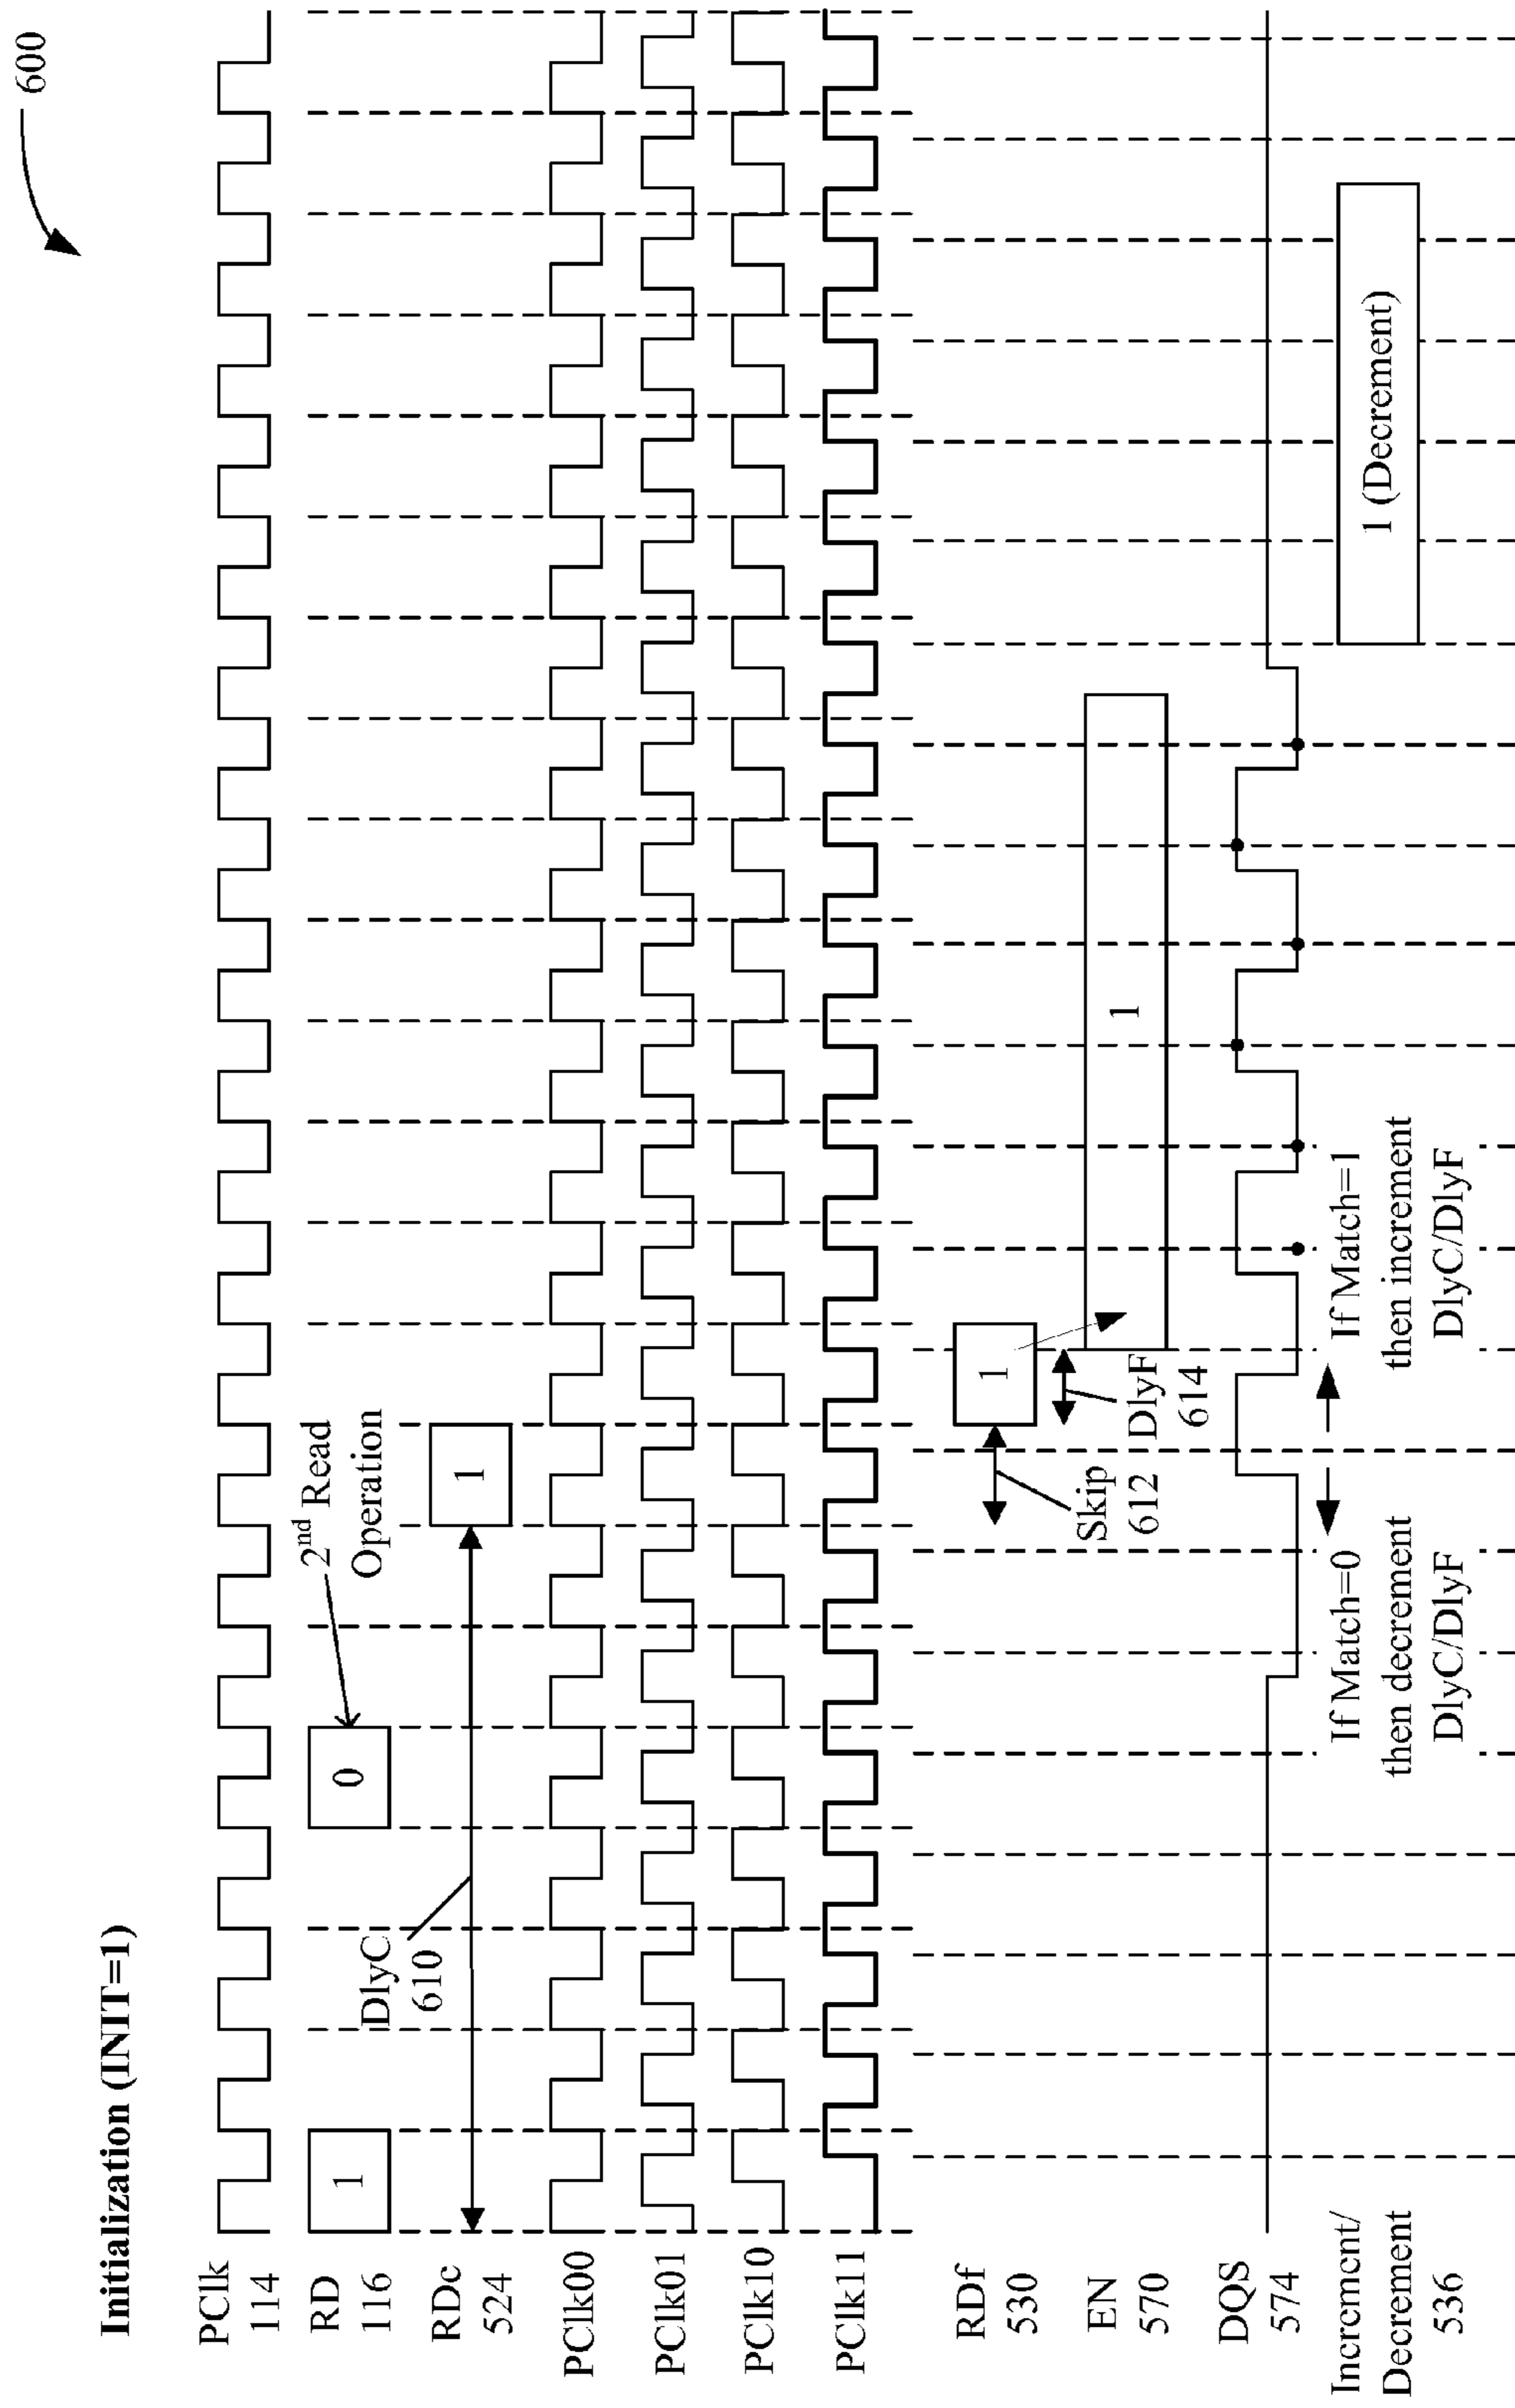 600
Initialization (INIT=1)
PClk
114
RD
116
1
0
2nd Read
Operation
RDc
524
DlyC
610
1
PClk00
PClk01
PClk10
PClk11
RDf
530
1
Skip
612
DlyF
614
EN
570
1
DQS
574
Increment/
Decrement
536
If Match=0
then decrement
DlyC/DlyF
If Match=1
then increment
DlyC/DlyF
1 (Decrement)